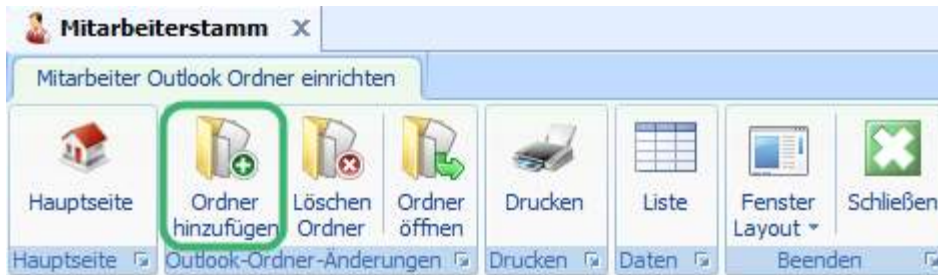 Mitarbeiterstamm X
Mitarbeiter Outlook Ordner einrichten
Hauptseite
Ordner hinzufügen
Löschen Ordner
Ordner öffnen
Drucken
Liste
Fenster Layout
Schließen
Hauptseite
Outlook-Ordner-Änderungen
Drucken
Daten
Beenden